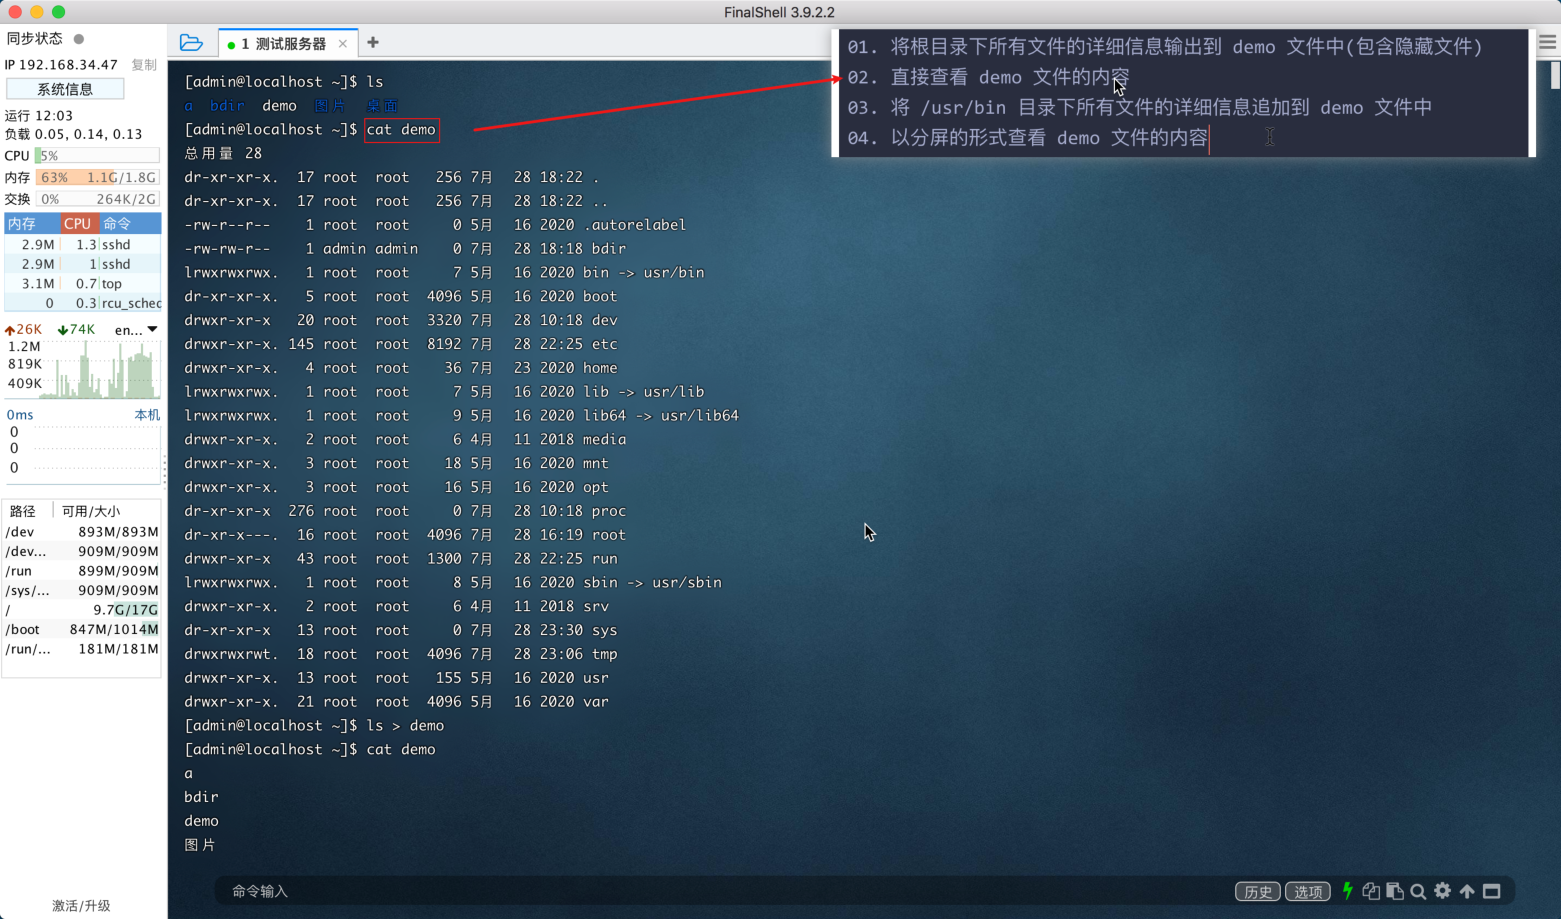 FinalShell 3.9.2.2
同步状态
IP 192.168.34.47 复制
系统信息
运行 12:03
负载 0.05, 0.14, 0.13
CPU 5%
内存 63% 1.1G/1.8G
交换 0% 264K/2G
内存 CPU 命令
2.9M 1.3 sshd
2.9M 1 sshd
3.1M 0.7 top
0 0.3 rcu_sched
26K 74K en...
1.2M
819K
409K
0ms 本机
0
0
0
路径 可用/大小
/dev 893M/893M
/dev... 909M/909M
/run 899M/909M
/sys/... 909M/909M
/ 9.7G/17G
/boot 847M/1014M
/run/... 181M/181M
激活/升级
1 测试服务器
01. 将根目录下所有文件的详细信息输出到 demo 文件中(包含隐藏文件)
02. 直接查看 demo 文件的内容
03. 将 /usr/bin 目录下所有文件的详细信息追加到 demo 文件中
04. 以分屏的形式查看 demo 文件的内容
[admin@localhost ~]$ ls
a bdir demo 图片 桌面
[admin@localhost ~]$ cat demo
总用量 28
dr-xr-xr-x. 17 root root 256 7月 28 18:22 .
dr-xr-xr-x. 17 root root 256 7月 28 18:22 ..
-rw-r--r-- 1 root root 0 5月 16 2020 .autorelabel
-rw-rw-r-- 1 admin admin 0 7月 28 18:18 bdir
lrwxrwxrwx. 1 root root 7 5月 16 2020 bin -> usr/bin
dr-xr-xr-x. 5 root root 4096 5月 16 2020 boot
drwxr-xr-x 20 root root 3320 7月 28 10:18 dev
drwxr-xr-x. 145 root root 8192 7月 28 22:25 etc
drwxr-xr-x. 4 root root 36 7月 23 2020 home
lrwxrwxrwx. 1 root root 7 5月 16 2020 lib -> usr/lib
lrwxrwxrwx. 1 root root 9 5月 16 2020 lib64 -> usr/lib64
drwxr-xr-x. 2 root root 6 4月 11 2018 media
drwxr-xr-x. 3 root root 18 5月 16 2020 mnt
drwxr-xr-x. 3 root root 16 5月 16 2020 opt
dr-xr-xr-x 276 root root 0 7月 28 10:18 proc
dr-xr-x---. 16 root root 4096 7月 28 16:19 root
drwxr-xr-x 43 root root 1300 7月 28 22:25 run
lrwxrwxrwx. 1 root root 8 5月 16 2020 sbin -> usr/sbin
drwxr-xr-x. 2 root root 6 4月 11 2018 srv
dr-xr-xr-x 13 root root 0 7月 28 23:30 sys
drwxrwxrwt. 18 root root 4096 7月 28 23:06 tmp
drwxr-xr-x. 13 root root 155 5月 16 2020 usr
drwxr-xr-x. 21 root root 4096 5月 16 2020 var
[admin@localhost ~]$ ls > demo
[admin@localhost ~]$ cat demo
a
bdir
demo
图片
命令输入 历史 选项